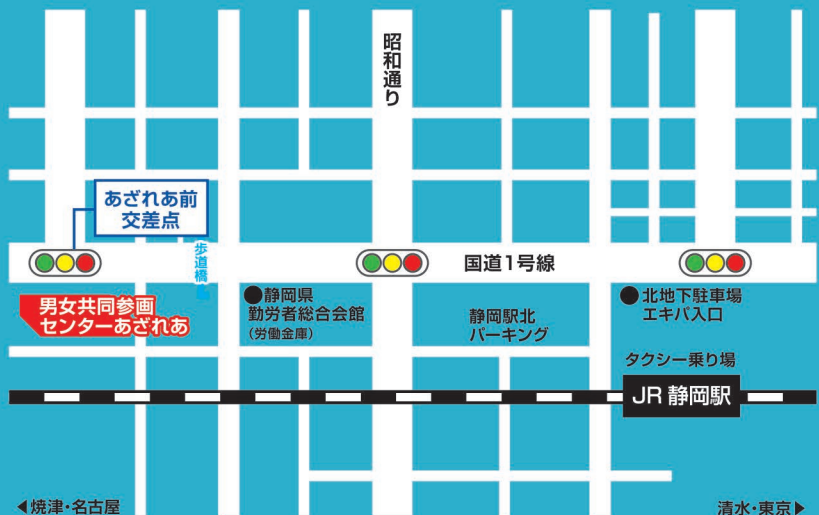 昭和通り
あざれあ前
交差点
歩道橋
国道1号線
男女共同参画
センターあざれあ
●静岡県
勤労者総合会館
(労働金庫)
静岡駅北
パーキング
●北地下駐車場
エキパ入口
タクシー乗り場
JR 静岡駅
◀焼津・名古屋
清水・東京▶